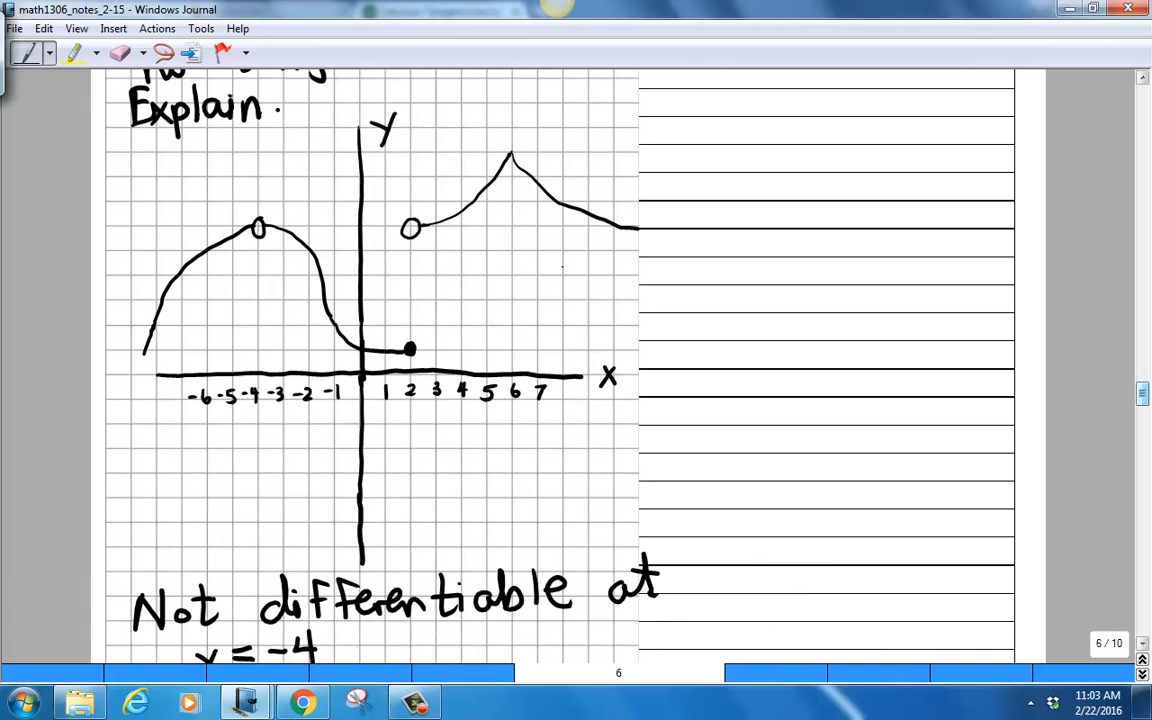 math1306_notes_2-15 - Windows Journal
File Edit View Insert Actions Tools Help
Explain.
y
-6 -5 -4 -3 -2 -1 1 2 3 4 5 6 7 x
Not differentiable at
x = -4
6 / 10
6
11:03 AM
2/22/2016